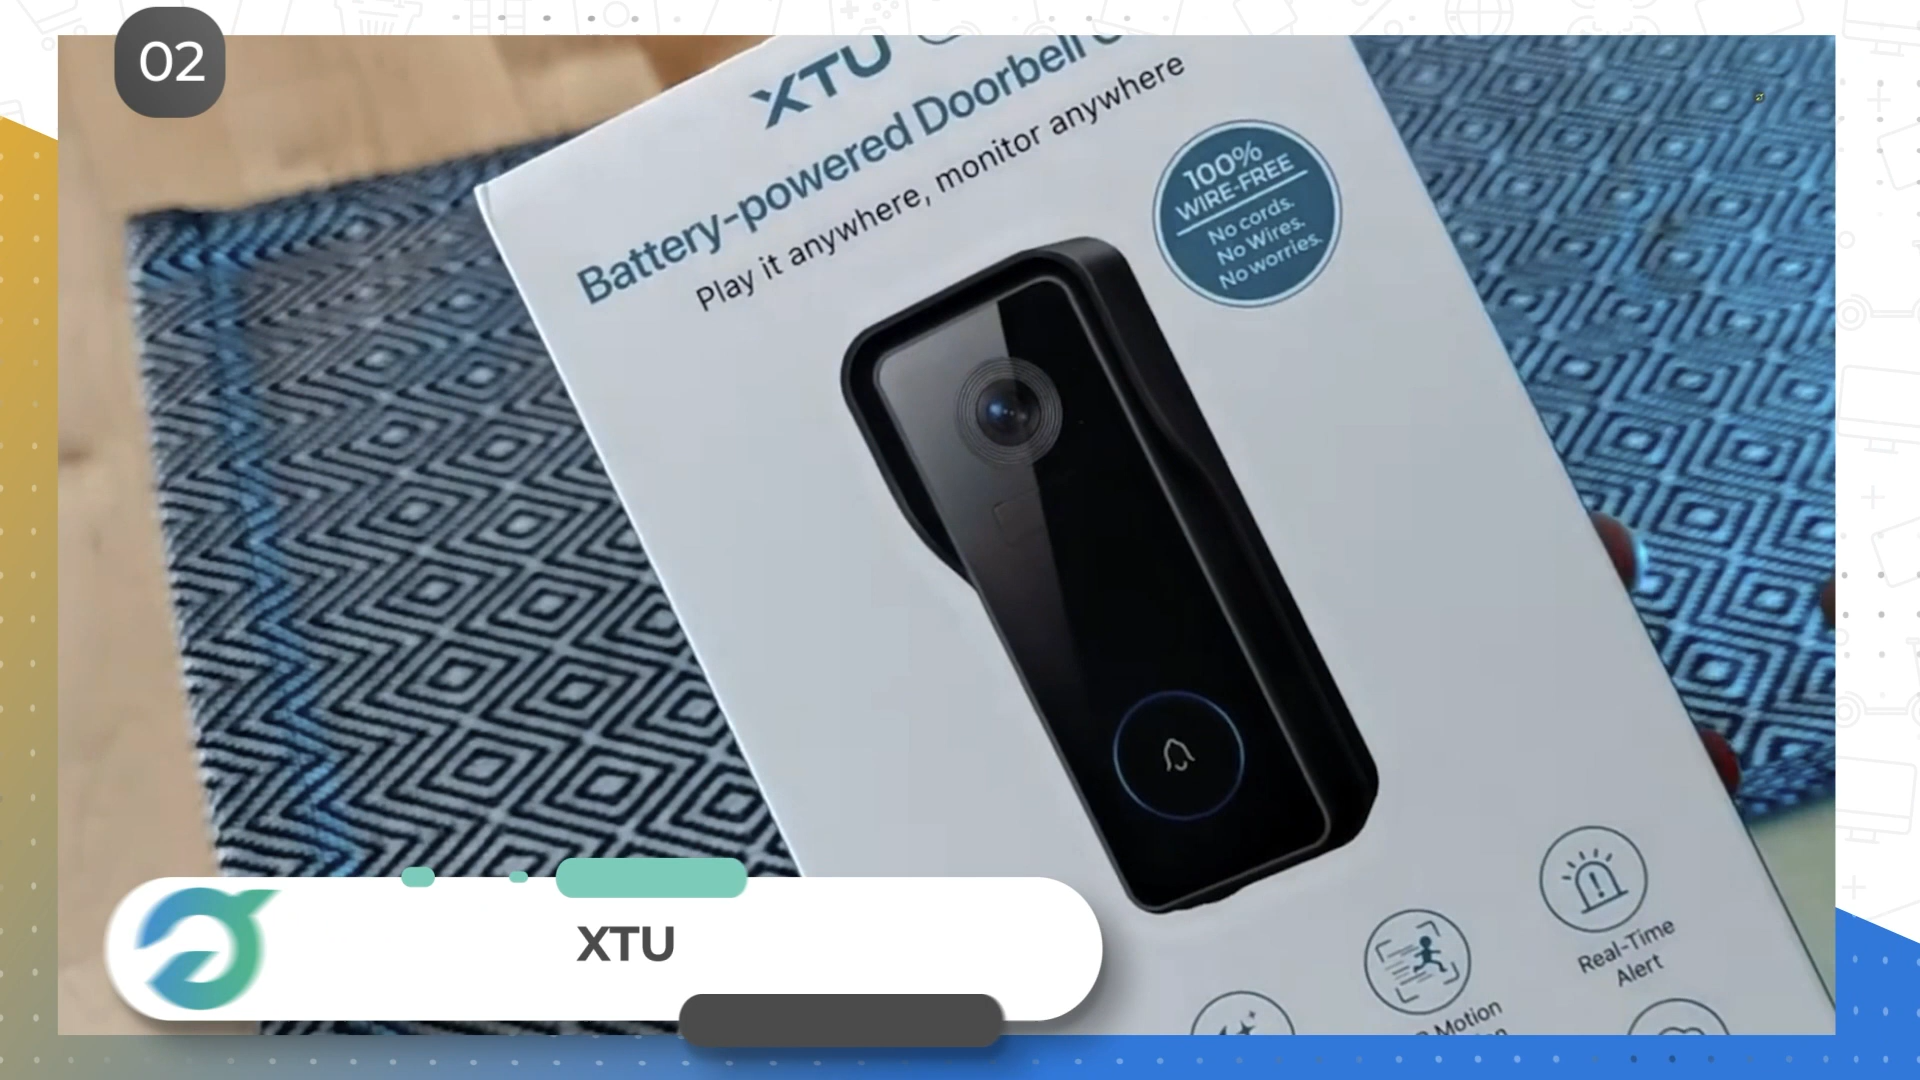 02
XTU
Battery-powered Doorbell
Play it anywhere, monitor anywhere
100%
WIRE-FREE
No cords.
No Wires.
No worries.
Real-Time
Alert
Motion
XTU